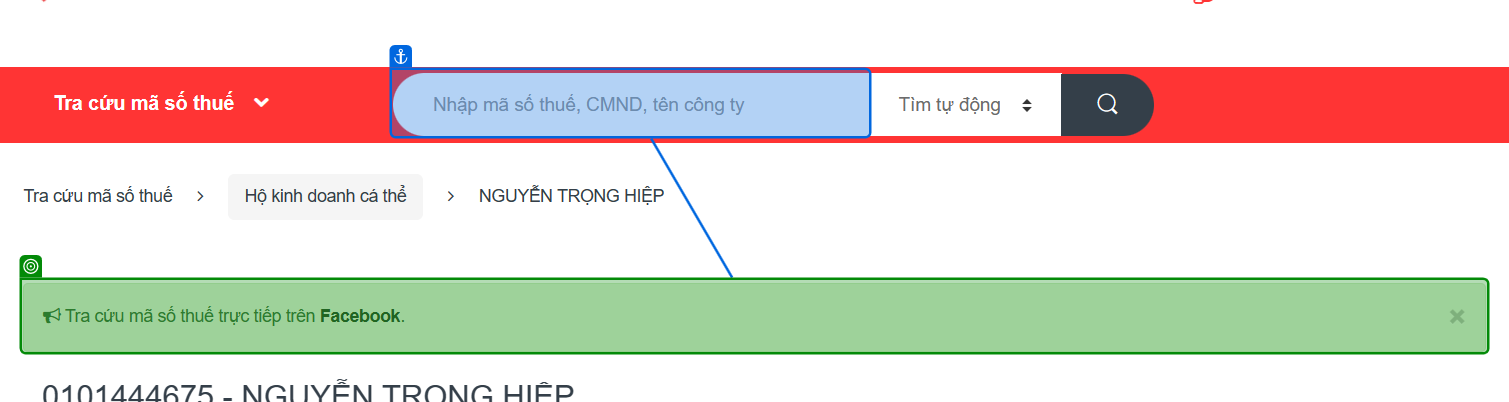 Tra cứu mã số thuế
Nhập mã số thuế, CMND, tên công ty
Tìm tự động
Tra cứu mã số thuế > Hộ kinh doanh cá thể > NGUYỄN TRỌNG HIỆP
Tra cứu mã số thuế trực tiếp trên Facebook. ×
0101444675 - NGUYỄN TRỌNG HIỆP